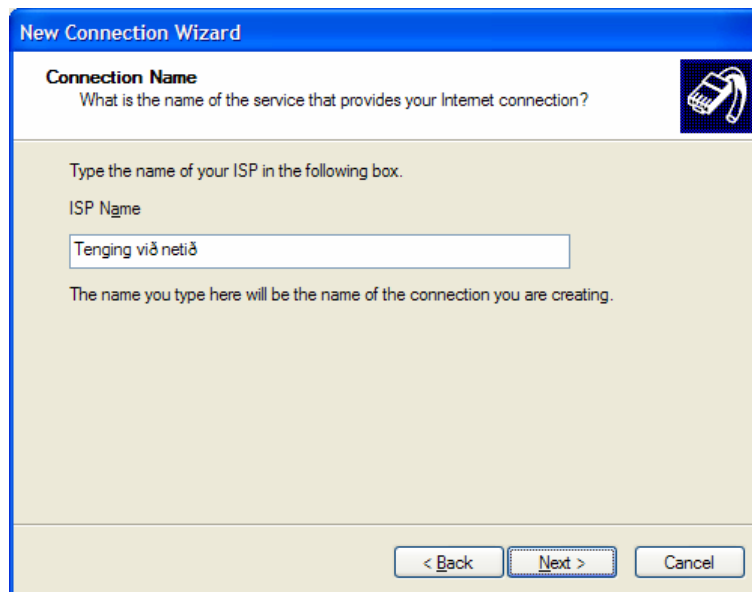 New Connection Wizard
Connection Name
What is the name of the service that provides your Internet connection?
Type the name of your ISP in the following box.
ISP Name
Tenging við netið
The name you type here will be the name of the connection you are creating.
< Back Next > Cancel